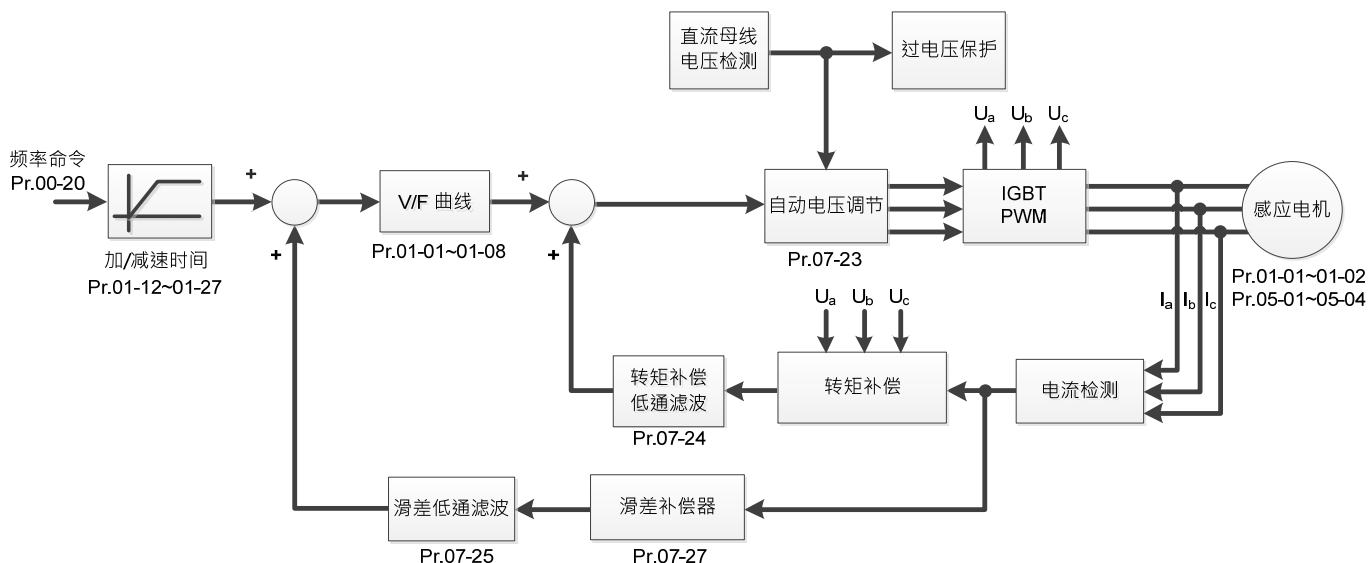 直流母线
电压检测
过电压保护
Ua
Ub
Uc
频率命令
Pr.00-20
+
+
V/F 曲线
自动电压调节
IGBT
PWM
感应电机
加/减速时间
Pr.01-12~01-27
+
Pr.01-01~01-08
+
Pr.07-23
Pr.01-01~01-02
Pr.05-01~05-04
Ua
Ub
Uc
Ia
Ib
Ic
转矩补偿
低通滤波
转矩补偿
电流检测
Pr.07-24
滑差低通滤波
滑差补偿器
Pr.07-25
Pr.07-27